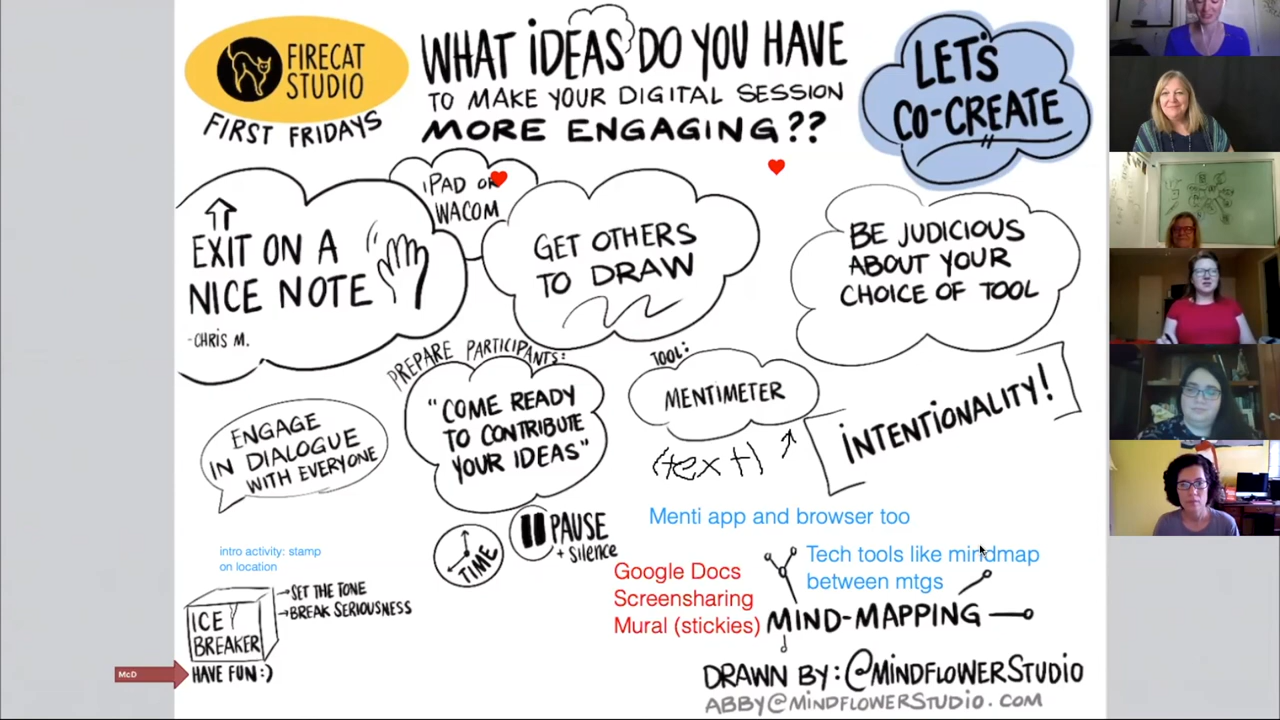 FIRECAT
STUDIO
FIRST FRIDAYS
WHAT iDEAS DO YOU HAVE
TO MAKE YOUR DIGITAL SESSION
MORE ENGAGING??
LET'S
CO-CREATE
EXIT ON A
NICE NOTE
-CHRIS M.
iPAD OR
WACOM
GET OTHERS
TO DRAW
BE JUDICIOUS
ABOUT YOUR
CHOICE OF TOOL
ENGAGE
IN DIALOGUE
WITH EVERYONE
PREPARE PARTICIPANTS:
"COME READY
TO CONTRIBUTE
YOUR IDEAS"
TOOL:
MENTIMETER
(text)
iNTENTiONALITY!
TIME
PAUSE
+ Silence
Menti app and browser too
intro activity: stamp
on location
Tech tools like mindmap
between mtgs
Google Docs
Screensharing
Mural (stickies)
MIND-MAPPING
ICE
BREAKER
→SET THE TONE
→BREAK SERIOUSNESS
McD
HAVE FUN :)
DRAWN BY: @MiNDFLOWERSTUDIO
ABBY@MINDFLOWERSTUDIO.COM